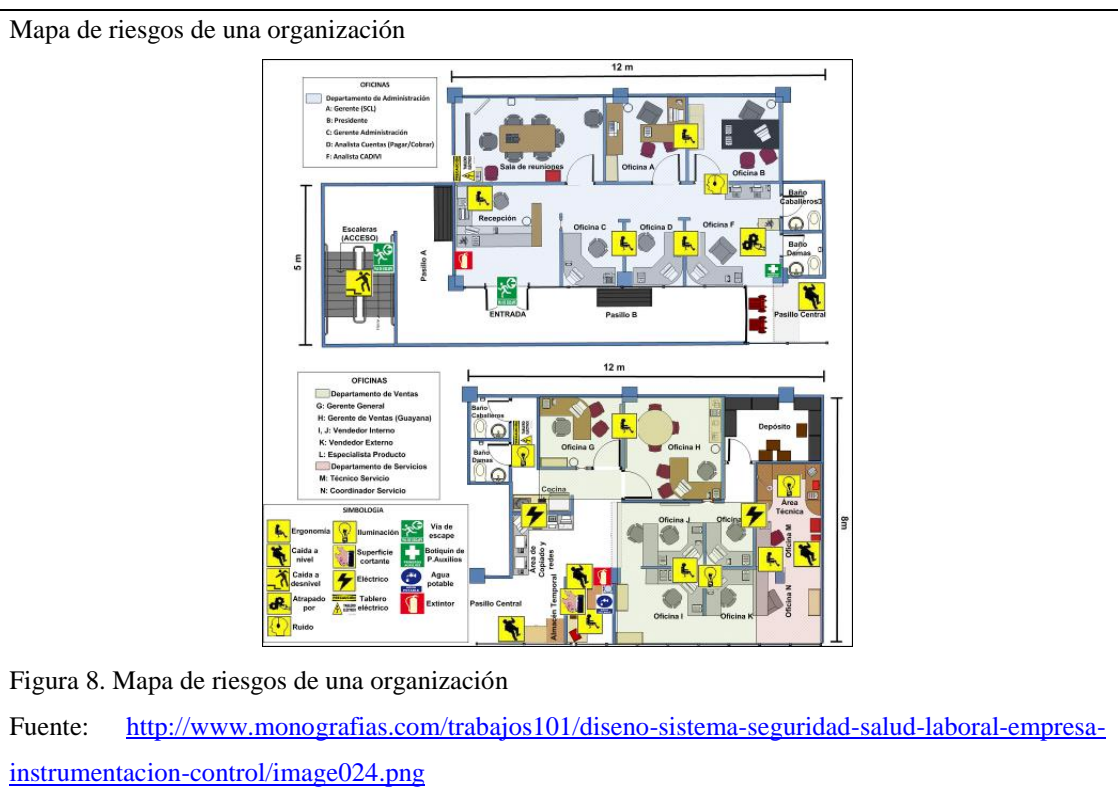 Mapa de riesgos de una organización
12 m
OFICINAS
Departamento de Administración
A: Gerente (SCL)
B: Presidente
C: Gerente Administración
D: Analista Cuentas (Pagar/Cobrar)
F: Analista CADIVI
Sala de reuniones
Oficina A
Oficina B
Baño
Caballeros
Recepción
Escaleras
(ACCESO)
Oficina C
Oficina D
Oficina F
Baño
Damas
5 m
Pasillo A
ENTRADA
Pasillo B
Pasillo Central
12 m
OFICINAS
Departamento de Ventas
G: Gerente General
H: Gerente de Ventas (Guayana)
I, J: Vendedor Interno
K: Vendedor Externo
L: Especialista Producto
Departamento de Servicios
M: Técnico Servicio
N: Coordinador Servicio
Baño
Caballeros
Baño
Damas
Oficina G
Oficina H
Depósito
Cocina
Área
Técnica
8m
Oficina J
Oficina
Oficina M
Área de
Copiado y
redes
Oficina N
Almacén Temporal
Oficina I
Oficina K
Pasillo Central
SIMBOLOGIA
Ergonomía
Iluminación
Vía de
escape
Caida a
nivel
Superficie
cortante
Botiquín de
P.Auxilios
Caida a
desnivel
Eléctrico
Agua
potable
Atrapado
por
Tablero
eléctrico
Extintor
Ruido
Figura 8. Mapa de riesgos de una organización
Fuente: http://www.monografias.com/trabajos101/diseno-sistema-seguridad-salud-laboral-empresa-
instrumentacion-control/image024.png